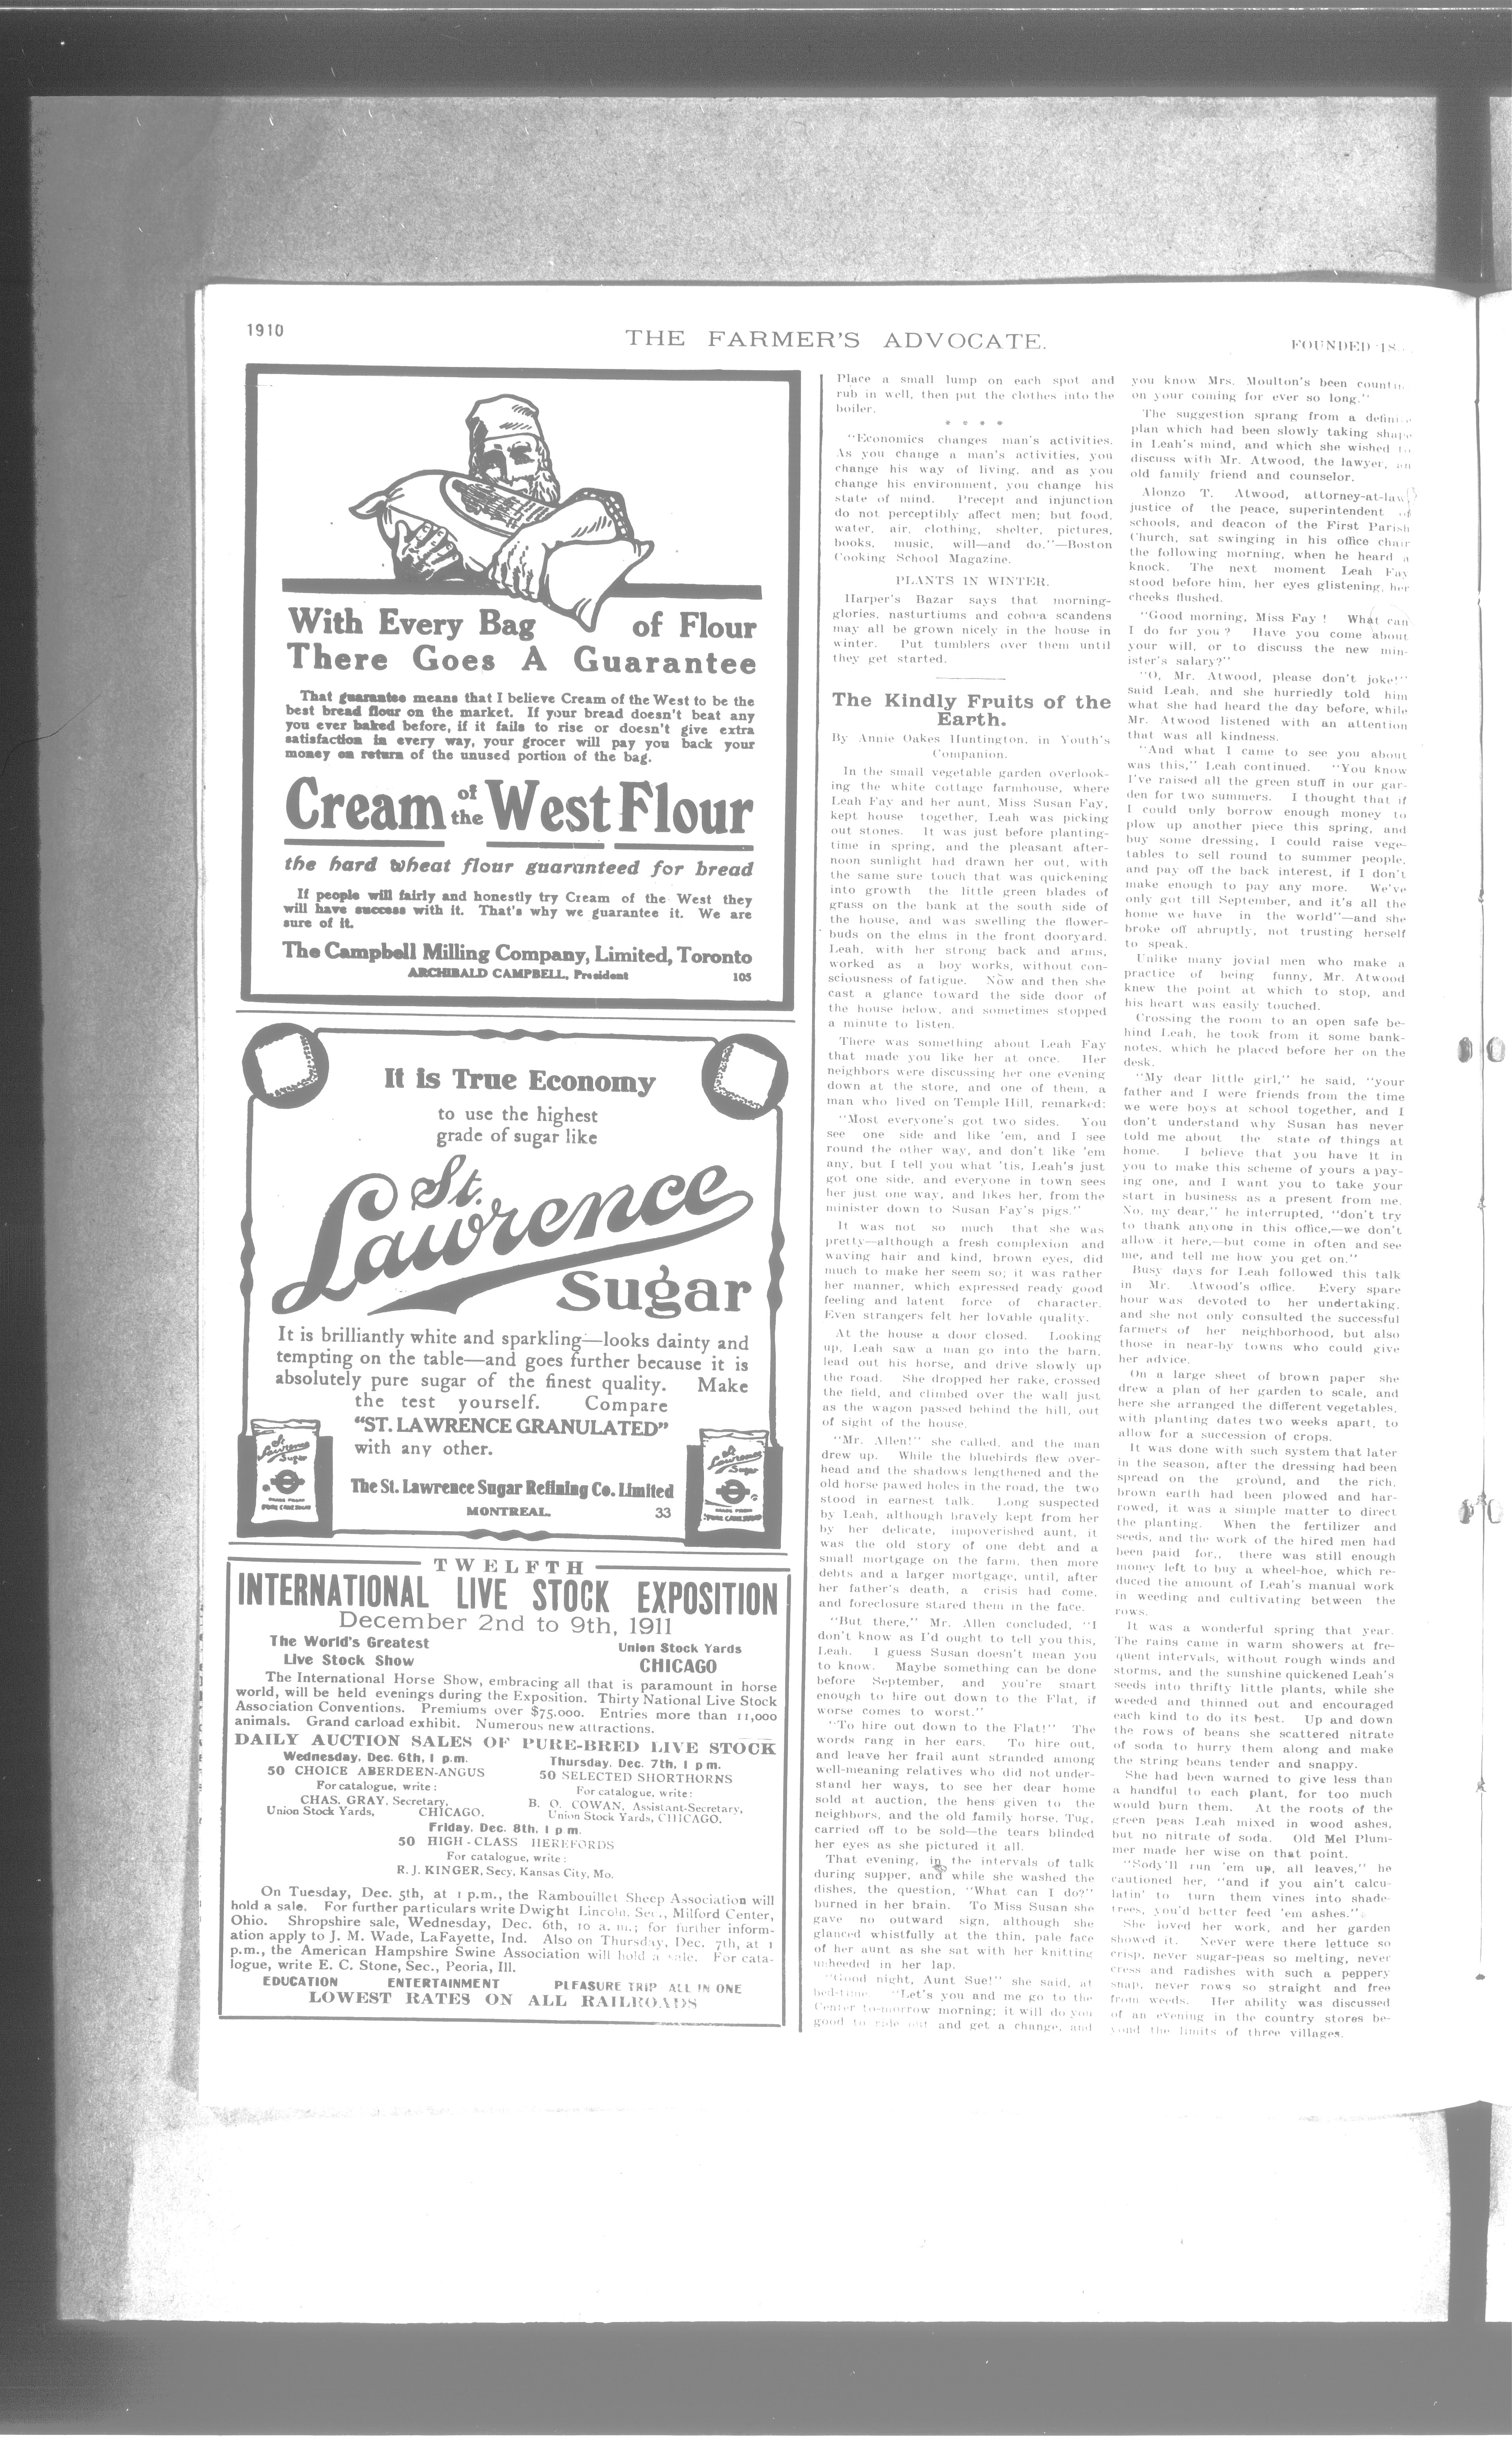 1910
THE FARMER'S ADVOCATE.
FOUNDED 18
With Every Bag of Flour
There Goes A Guarantee
That guarantee means that I believe Cream of the West to be the
best bread flour on the market. If your bread doesn't beat any
you ever baked before, if it fails to rise or doesn't give extra
satisfaction in every way, your grocer will pay you back your
money on return of the unused portion of the bag.
Cream of the West Flour
the hard wheat flour guaranteed for bread
If people will fairly and honestly try Cream of the West they
will have success with it. That's why we guarantee it. We are
sure of it.
The Campbell Milling Company, Limited, Toronto
ARCHIBALD CAMPBELL, President 105
It is True Economy
to use the highest
grade of sugar like
St.
Lawrence
Sugar
It is brilliantly white and sparkling—looks dainty and
tempting on the table—and goes further because it is
absolutely pure sugar of the finest quality. Make
the test yourself. Compare
"ST. LAWRENCE GRANULATED"
with any other.
The St. Lawrence Sugar Refining Co. Limited
MONTREAL. 33
TWELFTH
INTERNATIONAL LIVE STOCK EXPOSITION
December 2nd to 9th, 1911
The World's Greatest
Live Stock Show
Union Stock Yards
CHICAGO
The International Horse Show, embracing all that is paramount in horse
world, will be held evenings during the Exposition. Thirty National Live Stock
Association Conventions. Premiums over $75.000. Entries more than 11,000
animals. Grand carload exhibit. Numerous new attractions.
DAILY AUCTION SALES OF PURE-BRED LIVE STOCK
Wednesday, Dec. 6th, 1 p.m.
50 CHOICE ABERDEEN-ANGUS
For catalogue, write :
CHAS. GRAY, Secretary,
Union Stock Yards, CHICAGO.
Thursday, Dec. 7th, 1 p m.
50 SELECTED SHORTHORNS
For catalogue, write:
B. O. COWAN, Assistant-Secretary,
Union Stock Yards, CHICAGO.
Friday, Dec. 8th, 1 p m.
50 HIGH-CLASS HEREFORDS
For catalogue, write :
R. J. KINGER, Secy, Kansas City, Mo.
On Tuesday, Dec. 5th, at 1 p.m., the Rambouillet Sheep Association will
hold a sale. For further particulars write Dwight Lincoln, Sec., Milford Center,
Ohio. Shropshire sale, Wednesday, Dec. 6th, 10 a. m.; for further inform-
ation apply to J. M. Wade, LaFayette, Ind. Also on Thursday, Dec. 7th, at 1
p.m., the American Hampshire Swine Association will hold a sale. For cata-
logue, write E. C. Stone, Sec., Peoria, Ill.
EDUCATION ENTERTAINMENT PLEASURE TRIP ALL IN ONE
LOWEST RATES ON ALL RAILROADS
Place a small lump on each spot and
rub in well, then put the clothes into the
boiler.
* * * *
"Economics changes man's activities.
As you change a man's activities, you
change his way of living, and as you
change his environment, you change his
state of mind. Precept and injunction
do not perceptibly affect men; but food,
water, air, clothing, shelter, pictures,
books, music, will—and do."—Boston
Cooking School Magazine.
PLANTS IN WINTER.
Harper's Bazar says that morning-
glories, nasturtiums and cobœa scandens
may all be grown nicely in the house in
winter. Put tumblers over them until
they get started.
The Kindly Fruits of the
Earth.
By Annie Oakes Huntington, in Youth's
Companion.
In the small vegetable garden overlook-
ing the white cottage farmhouse, where
Leah Fay and her aunt, Miss Susan Fay,
kept house together, Leah was picking
out stones. It was just before planting-
time in spring, and the pleasant after-
noon sunlight had drawn her out, with
the same sure touch that was quickening
into growth the little green blades of
grass on the bank at the south side of
the house, and was swelling the flower-
buds on the elms in the front dooryard.
Leah, with her strong back and arms,
worked as a boy works, without con-
sciousness of fatigue. Now and then she
cast a glance toward the side door of
the house below, and sometimes stopped
a minute to listen.
There was something about Leah Fay
that made you like her at once. Her
neighbors were discussing her one evening
down at the store, and one of them, a
man who lived on Temple Hill, remarked:
"Most everyone's got two sides. You
see one side and like 'em, and I see
round the other way, and don't like 'em
any, but I tell you what 'tis, Leah's just
got one side, and everyone in town sees
her just one way, and likes her, from the
minister down to Susan Fay's pigs."
It was not so much that she was
pretty—although a fresh complexion and
waving hair and kind, brown eyes, did
much to make her seem so; it was rather
her manner, which expressed ready good
feeling and latent force of character.
Even strangers felt her lovable quality.
At the house a door closed. Looking
up, Leah saw a man go into the barn,
lead out his horse, and drive slowly up
the road. She dropped her rake, crossed
the field, and climbed over the wall just
as the wagon passed behind the hill, out
of sight of the house.
"Mr. Allen!" she called, and the man
drew up. While the bluebirds flew over-
head and the shadows lengthened and the
old horse pawed holes in the road, the two
stood in earnest talk. Long suspected
by Leah, although bravely kept from her
by her delicate, impoverished aunt, it
was the old story of one debt and a
small mortgage on the farm, then more
debts and a larger mortgage, until, after
her father's death, a crisis had come,
and foreclosure stared them in the face.
"But there," Mr. Allen concluded, "I
don't know as I'd ought to tell you this,
Leah. I guess Susan doesn't mean you
to know. Maybe something can be done
before September, and you're smart
enough to hire out down to the Flat, if
worse comes to worst."
"To hire out down to the Flat!" The
words rang in her ears. To hire out,
and leave her frail aunt stranded among
well-meaning relatives who did not under-
stand her ways, to see her dear home
sold at auction, the hens given to the
neighbors, and the old family horse, Tug,
carried off to be sold—the tears blinded
her eyes as she pictured it all.
That evening, in the intervals of talk
during supper, and while she washed the
dishes, the question, "What can I do?"
burned in her brain. To Miss Susan she
gave no outward sign, although she
glanced whistfully at the thin, pale face
of her aunt as she sat with her knitting
unheeded in her lap.
"Good night, Aunt Sue!" she said, at
bed-time. "Let's you and me go to the
Center to-morrow morning; it will do you
good to ride out and get a change, and
you know Mrs. Moulton's been countin
on your coming for ever so long."
The suggestion sprang from a definite
plan which had been slowly taking shape
in Leah's mind, and which she wished to
discuss with Mr. Atwood, the lawyer, an
old family friend and counselor.
Alonzo T. Atwood, attorney-at-law,
justice of the peace, superintendent of
schools, and deacon of the First Parish
Church, sat swinging in his office chair
the following morning, when he heard a
knock. The next moment Leah Fay
stood before him, her eyes glistening, her
cheeks flushed.
"Good morning, Miss Fay ! What can
I do for you ? Have you come about
your will, or to discuss the new min-
ister's salary?"
"O, Mr. Atwood, please don't joke!"
said Leah, and she hurriedly told him
what she had heard the day before, while
Mr. Atwood listened with an attention
that was all kindness.
"And what I came to see you about
was this," Leah continued. "You know
I've raised all the green stuff in our gar-
den for two summers. I thought that if
I could only borrow enough money to
plow up another piece this spring, and
buy some dressing, I could raise vege-
tables to sell round to summer people,
and pay off the back interest, if I don't
make enough to pay any more. We've
only got till September, and it's all the
home we have in the world"—and she
broke off abruptly, not trusting herself
to speak.
Unlike many jovial men who make a
practice of being funny, Mr. Atwood
knew the point at which to stop, and
his heart was easily touched.
Crossing the room to an open safe be-
hind Leah, he took from it some bank-
notes, which he placed before her on the
desk.
"My dear little girl," he said, "your
father and I were friends from the time
we were boys at school together, and I
don't understand why Susan has never
told me about the state of things at
home. I believe that you have it in
you to make this scheme of yours a pay-
ing one, and I want you to take your
start in business as a present from me.
No, my dear," he interrupted, "don't try
to thank anyone in this office,—we don't
allow it here,—but come in often and see
me, and tell me how you get on."
Busy days for Leah followed this talk
in Mr. Atwood's office. Every spare
hour was devoted to her undertaking,
and she not only consulted the successful
farmers of her neighborhood, but also
those in near-by towns who could give
her advice.
On a large sheet of brown paper she
drew a plan of her garden to scale, and
here she arranged the different vegetables,
with planting dates two weeks apart, to
allow for a succession of crops.
It was done with such system that later
in the season, after the dressing had been
spread on the ground, and the rich,
brown earth had been plowed and har-
rowed, it was a simple matter to direct
the planting. When the fertilizer and
seeds, and the work of the hired men had
been paid for,, there was still enough
money left to buy a wheel-hoe, which re-
duced the amount of Leah's manual work
in weeding and cultivating between the
rows.
It was a wonderful spring that year.
The rains came in warm showers at fre-
quent intervals, without rough winds and
storms, and the sunshine quickened Leah's
seeds into thrifty little plants, while she
weeded and thinned out and encouraged
each kind to do its best. Up and down
the rows of beans she scattered nitrate
of soda to hurry them along and make
the string beans tender and snappy.
She had been warned to give less than
a handful to each plant, for too much
would burn them. At the roots of the
green peas Leah mixed in wood ashes,
but no nitrate of soda. Old Mel Plum-
mer made her wise on that point.
"Sody'll run 'em up, all leaves," he
cautioned her, "and if you ain't calcu-
latin' to turn them vines into shade-
trees, you'd better feed 'em ashes."
She loved her work, and her garden
showed it. Never were there lettuce so
crisp, never sugar-peas so melting, never
cress and radishes with such a peppery
snap, never rows so straight and free
from weeds. Her ability was discussed
of an evening in the country stores be-
yond the limits of three villages.